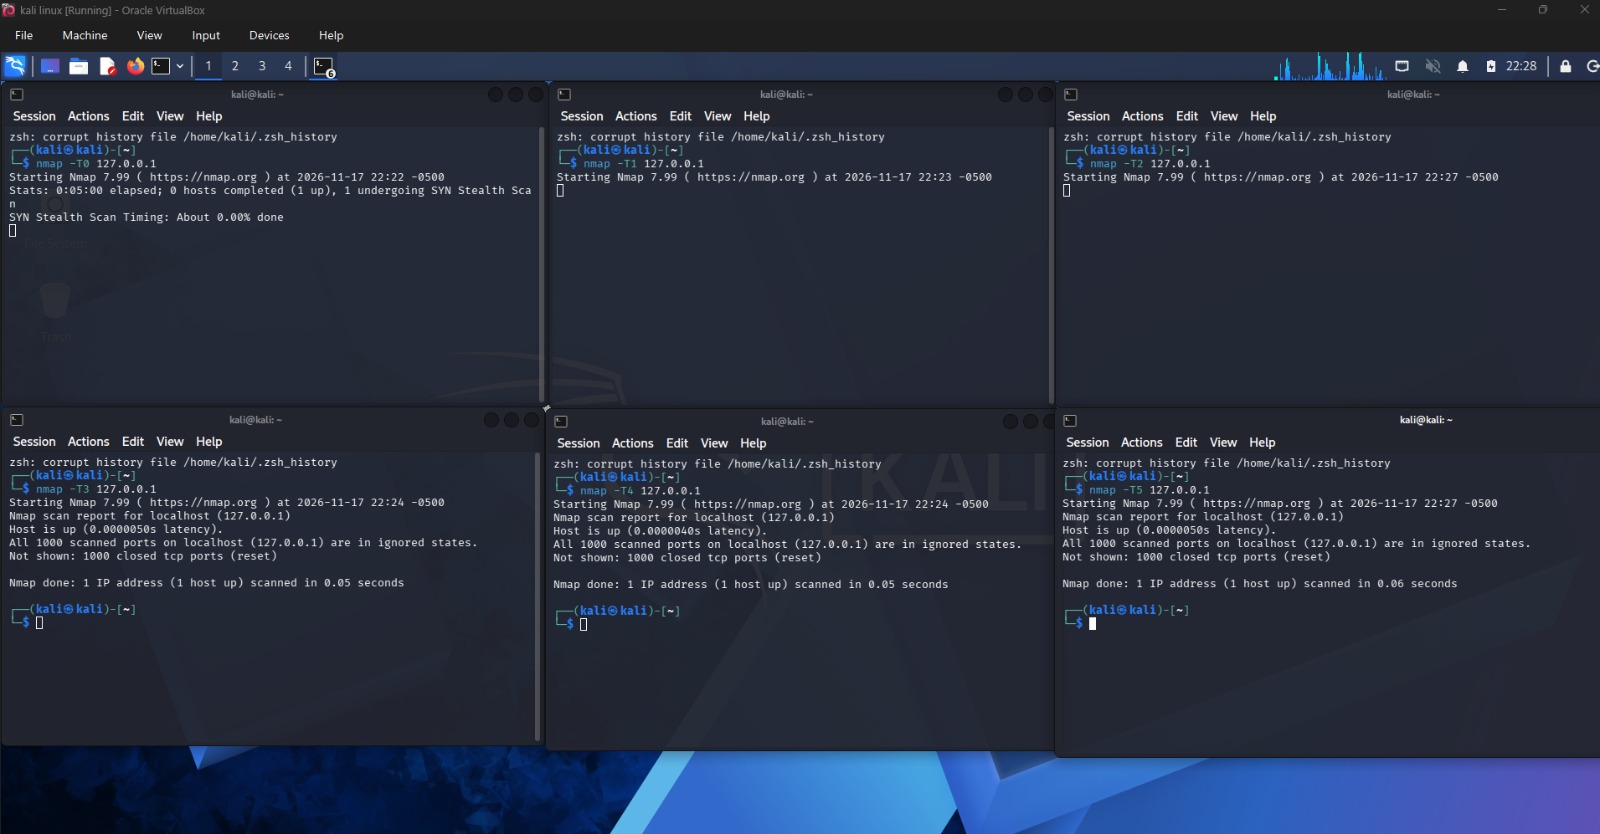 kali linux [Running] - Oracle VirtualBox
File Machine View Input Devices Help
1 2 3 4 6 22:28
kali@kali: ~
Session Actions Edit View Help
zsh: corrupt history file /home/kali/.zsh_history
┌──(kali㉿kali)-[~]
└─$ nmap -T0 127.0.0.1
Starting Nmap 7.99 ( https://nmap.org ) at 2026-11-17 22:22 -0500
Stats: 0:05:00 elapsed; 0 hosts completed (1 up), 1 undergoing SYN Stealth Sca
n
SYN Stealth Scan Timing: About 0.00% done
File System
Trash
kali@kali: ~
Session Actions Edit View Help
zsh: corrupt history file /home/kali/.zsh_history
┌──(kali㉿kali)-[~]
└─$ nmap -T1 127.0.0.1
Starting Nmap 7.99 ( https://nmap.org ) at 2026-11-17 22:23 -0500
kali@kali: ~
Session Actions Edit View Help
zsh: corrupt history file /home/kali/.zsh_history
┌──(kali㉿kali)-[~]
└─$ nmap -T2 127.0.0.1
Starting Nmap 7.99 ( https://nmap.org ) at 2026-11-17 22:27 -0500
kali@kali: ~
Session Actions Edit View Help
zsh: corrupt history file /home/kali/.zsh_history
┌──(kali㉿kali)-[~]
└─$ nmap -T3 127.0.0.1
Starting Nmap 7.99 ( https://nmap.org ) at 2026-11-17 22:24 -0500
Nmap scan report for localhost (127.0.0.1)
Host is up (0.0000050s latency).
All 1000 scanned ports on localhost (127.0.0.1) are in ignored states.
Not shown: 1000 closed tcp ports (reset)
Nmap done: 1 IP address (1 host up) scanned in 0.05 seconds
┌──(kali㉿kali)-[~]
└─$
kali@kali: ~
Session Actions Edit View Help
zsh: corrupt history file /home/kali/.zsh_history
┌──(kali㉿kali)-[~]
└─$ nmap -T4 127.0.0.1
Starting Nmap 7.99 ( https://nmap.org ) at 2026-11-17 22:24 -0500
Nmap scan report for localhost (127.0.0.1)
Host is up (0.0000040s latency).
All 1000 scanned ports on localhost (127.0.0.1) are in ignored states.
Not shown: 1000 closed tcp ports (reset)
Nmap done: 1 IP address (1 host up) scanned in 0.05 seconds
┌──(kali㉿kali)-[~]
└─$
KALI
kali@kali: ~
Session Actions Edit View Help
zsh: corrupt history file /home/kali/.zsh_history
┌──(kali㉿kali)-[~]
└─$ nmap -T5 127.0.0.1
Starting Nmap 7.99 ( https://nmap.org ) at 2026-11-17 22:27 -0500
Nmap scan report for localhost (127.0.0.1)
Host is up (0.0000050s latency).
All 1000 scanned ports on localhost (127.0.0.1) are in ignored states.
Not shown: 1000 closed tcp ports (reset)
Nmap done: 1 IP address (1 host up) scanned in 0.06 seconds
┌──(kali㉿kali)-[~]
└─$